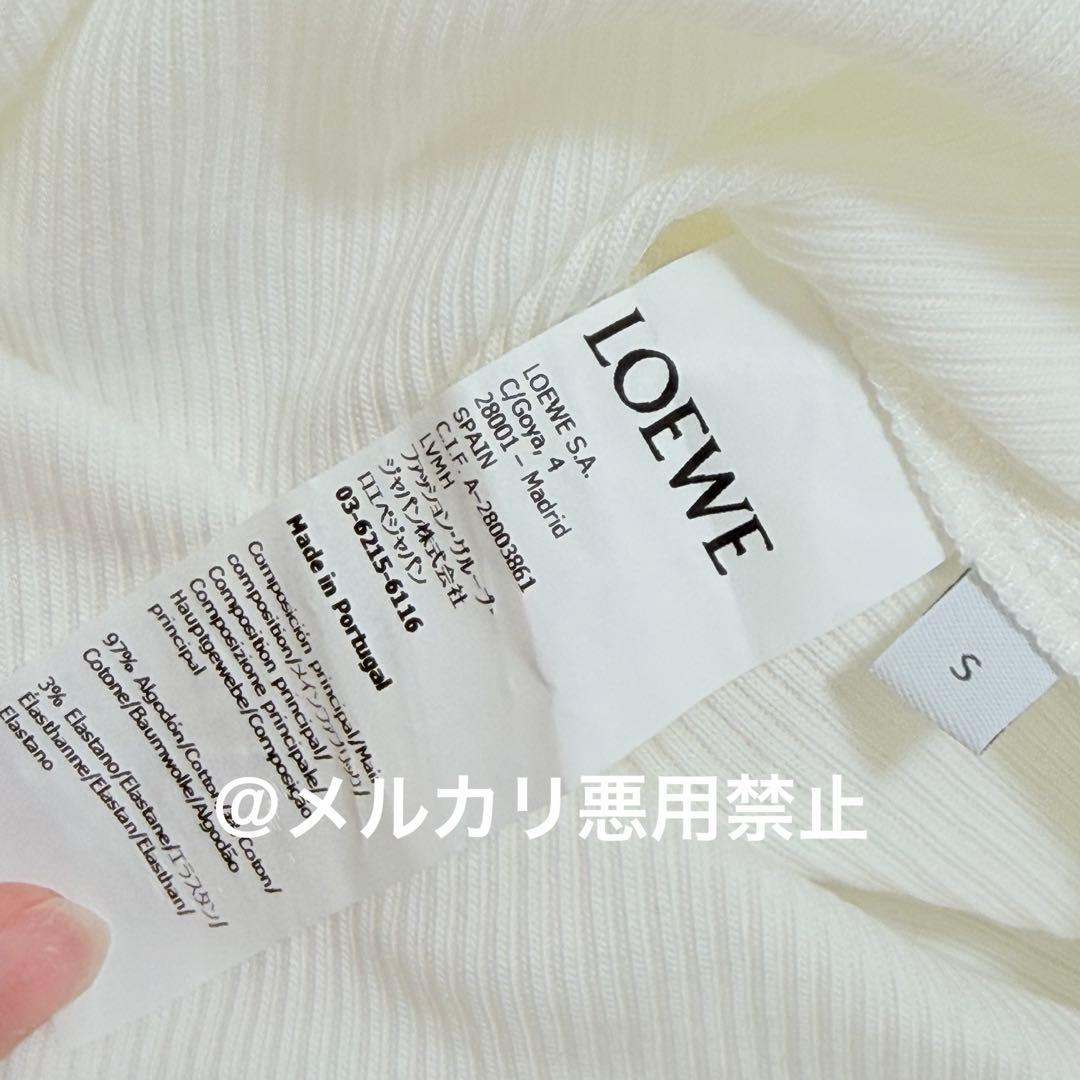 LOEWE
LOEWE S.A.
C/Goya, 4
28001 – Madrid
SPAIN
C.I.F. A-28003861
LVMH
ファッション・グループ・
ジャパン株式会社
ロエベジャパン
03-6215-6116
Made in Portugal
Composición principal/Main
composition/メインファブリック/
Composition principal/
Composizione principale/
Hauptgewebe/Composição
principal
97% Algodón/Cotton/Coton/
Cotone/Baumwolle/Algodão
3% Elastano/Elastane/エラスタン/
Élasthanne/Elastan/Elasthan/
Elastano
S
@メルカリ悪用禁止